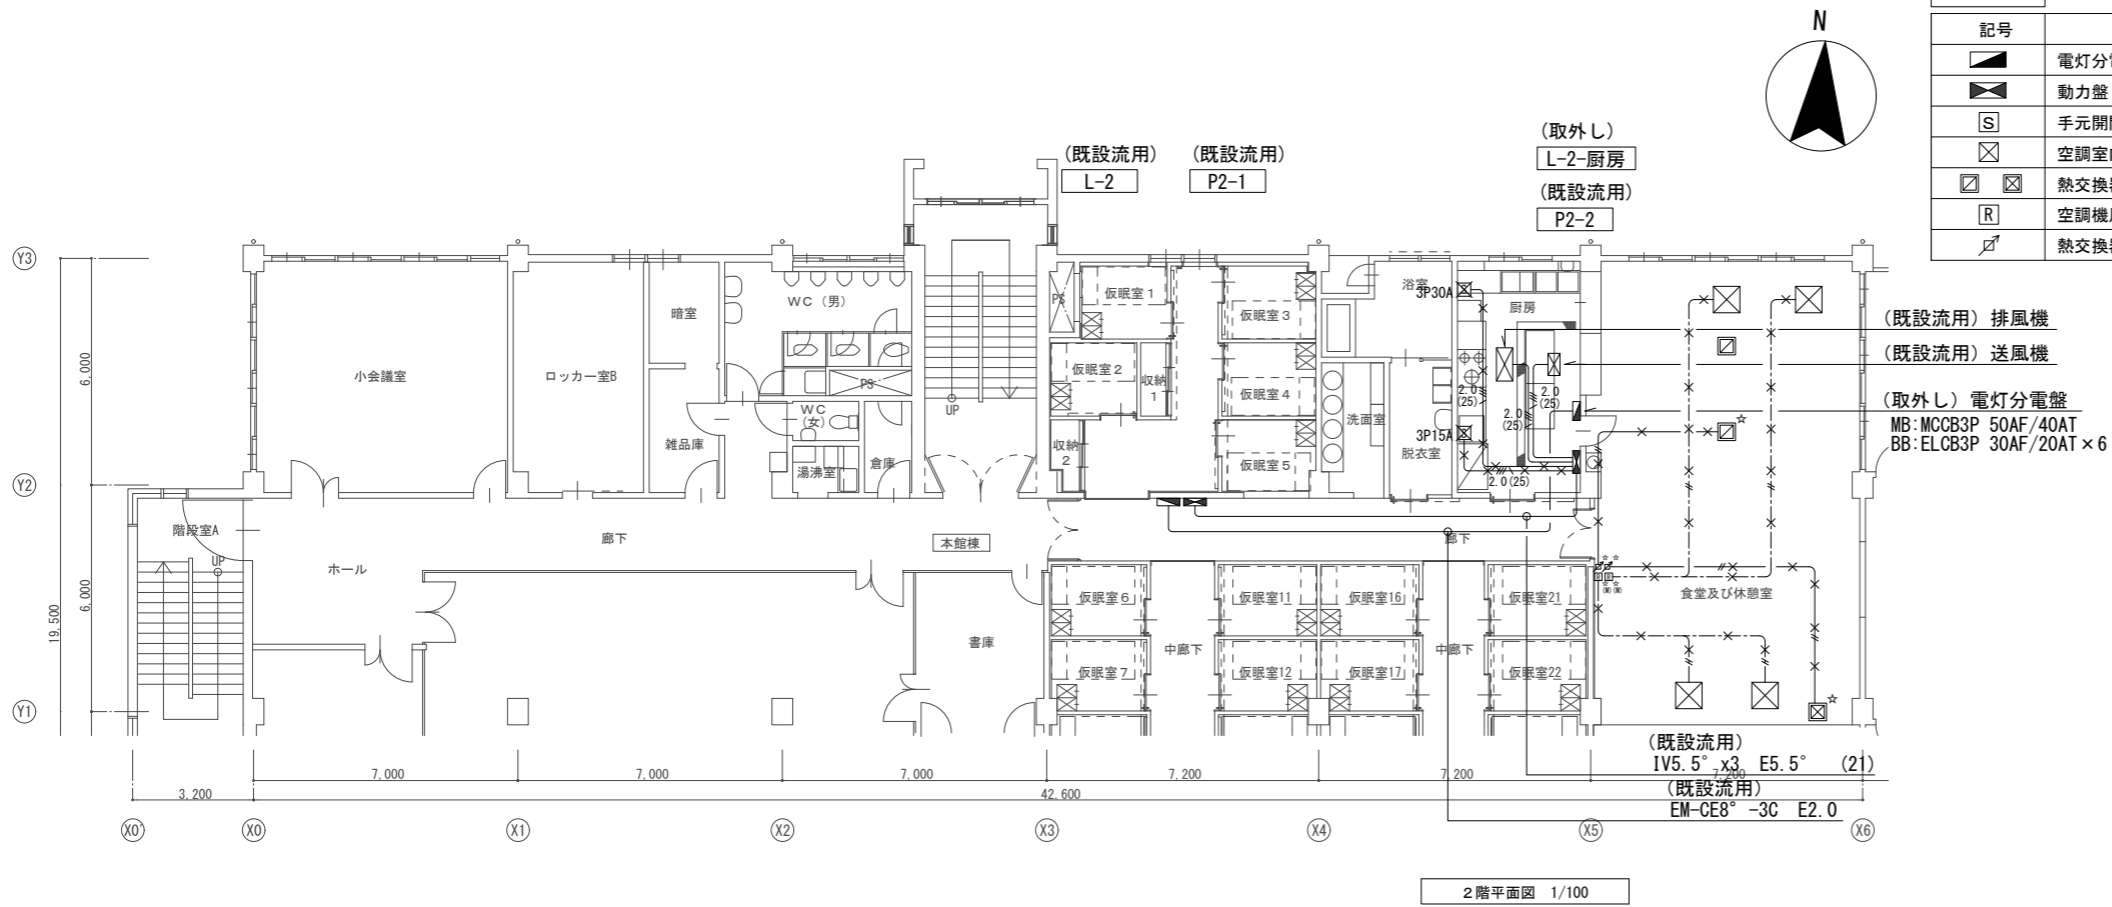 N
記号
電灯分
動力盤
S
手元開
空調室
熱交換
R
空調機
熱交換
(取外し)
L-2-厨房
(既設流用)
P2-2
(既設流用)
L-2
(既設流用)
P2-1
Y3
Y2
Y1
6,000
6,000
19,500
小会議室
ロッカー室B
暗室
雑品庫
WC(男)
PS
WC
(女)
湯沸室
倉庫
UP
PS
仮眠室1
仮眠室2
収納
1
収納
2
仮眠室3
仮眠室4
仮眠室5
浴室
3P30A
洗面室
3P15A
脱衣室
厨房
2.0
(25)
2.0
(25)
2.0
(25)
2.0(25)
(既設流用) 排風機
(既設流用) 送風機
(取外し) 電灯分電盤
MB:MCCB3P 50AF/40AT
BB:ELCB3P 30AF/20AT×6
階段室A
UP
ホール
廊下
本館棟
廊下
書庫
仮眠室6
仮眠室7
中廊下
仮眠室11
仮眠室12
仮眠室16
仮眠室17
中廊下
仮眠室21
仮眠室22
食堂及び休憩室
(既設流用)
IV5.5° x3 E5.5° (21)
(既設流用)
EM-CE8° -3C E2.0
7,000
7,000
7,000
7,200
7,200
7,200
3,200
42,600
X0'
X0
X1
X2
X3
X4
X5
X6
2階平面図 1/100